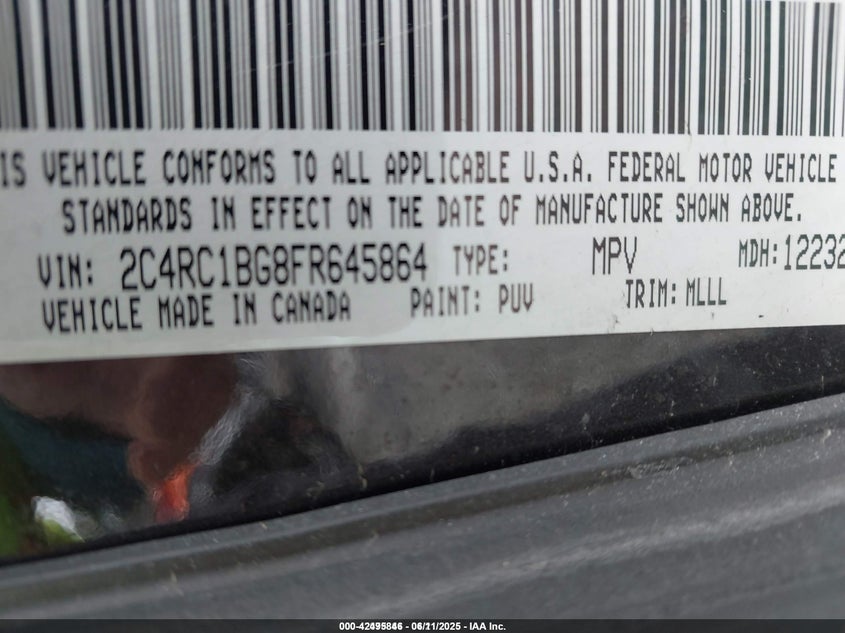 IS VEHICLE CONFORMS TO ALL APPLICABLE U.S.A. FEDERAL MOTOR VEHICLE
STANDARDS IN EFFECT ON THE DATE OF MANUFACTURE SHOWN ABOVE.
VIN: 2C4RC1BG8FR645864 TYPE: MPV MDH: 12232
VEHICLE MADE IN CANADA PAINT: PUV TRIM: MLLL
06/11/2025 - IAA Inc.